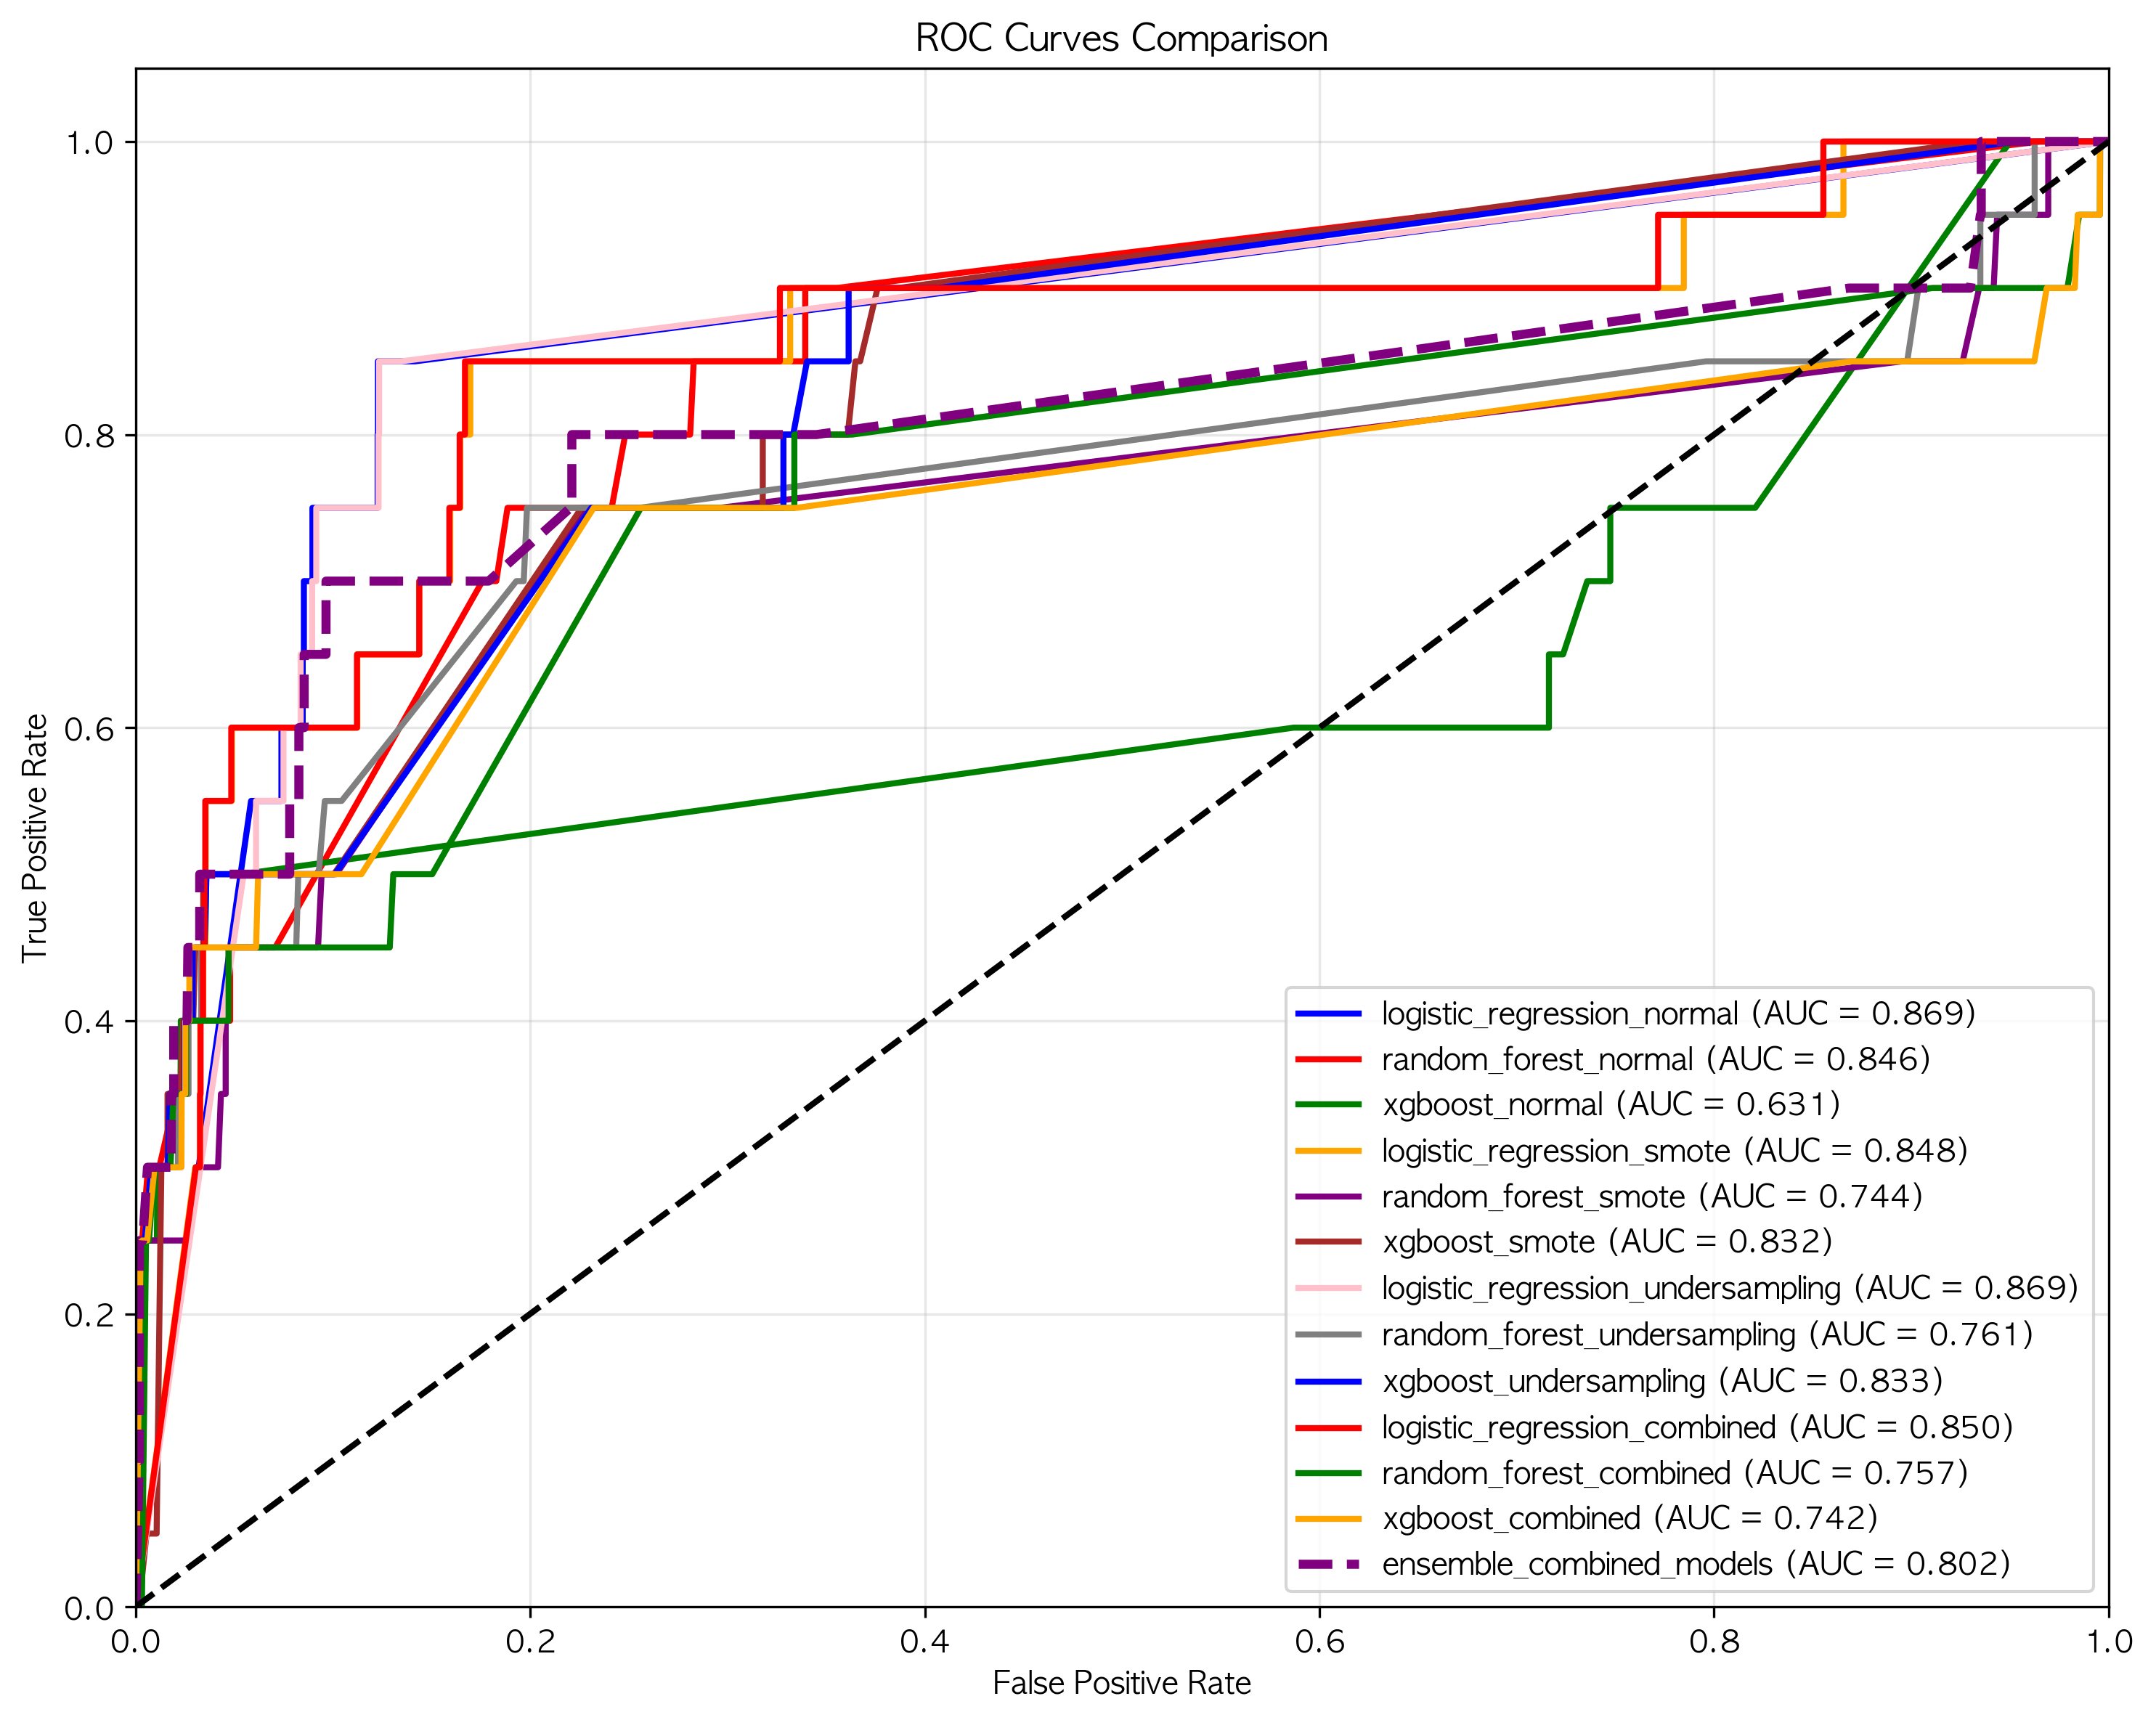 ROC Curves Comparison
True Positive Rate
1.0
0.8
0.6
0.4
0.2
0.0
logistic_regression_normal (AUC = 0.869)
random_forest_normal (AUC = 0.846)
xgboost_normal (AUC = 0.631)
logistic_regression_smote (AUC = 0.848)
random_forest_smote (AUC = 0.744)
xgboost_smote (AUC = 0.832)
logistic_regression_undersampling (AUC = 0.869)
random_forest_undersampling (AUC = 0.761)
xgboost_undersampling (AUC = 0.833)
logistic_regression_combined (AUC = 0.850)
random_forest_combined (AUC = 0.757)
xgboost_combined (AUC = 0.742)
ensemble_combined_models (AUC = 0.802)
0.0 0.2 0.4 0.6 0.8 1.0
False Positive Rate